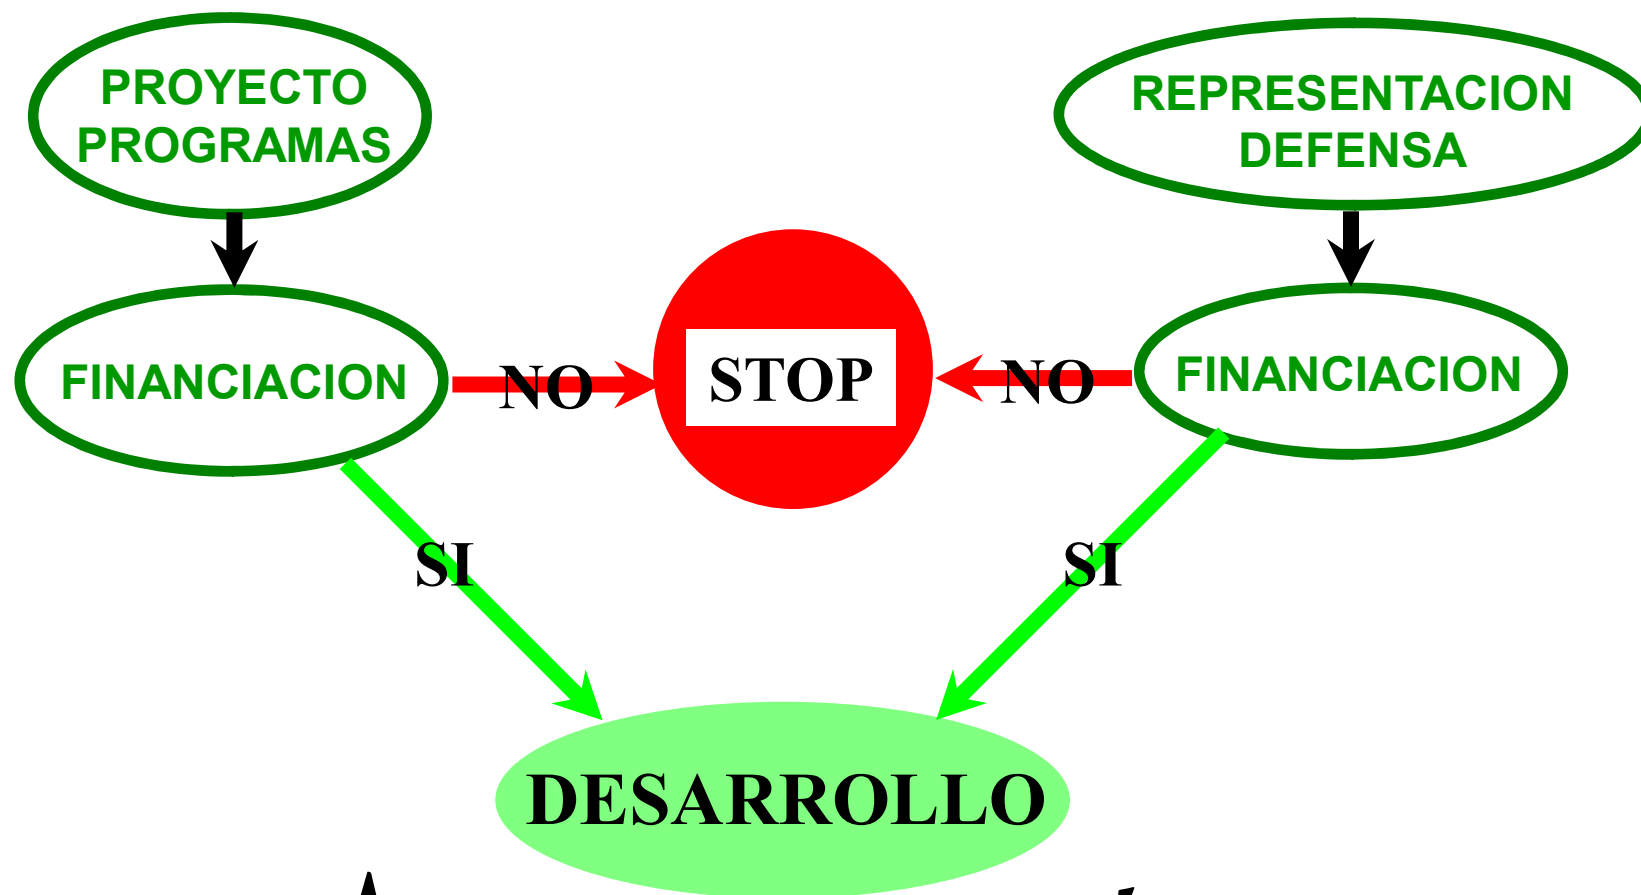 PROYECTO
PROGRAMAS
REPRESENTACION
DEFENSA
FINANCIACION
NO
STOP
NO
FINANCIACION
SI
SI
DESARROLLO